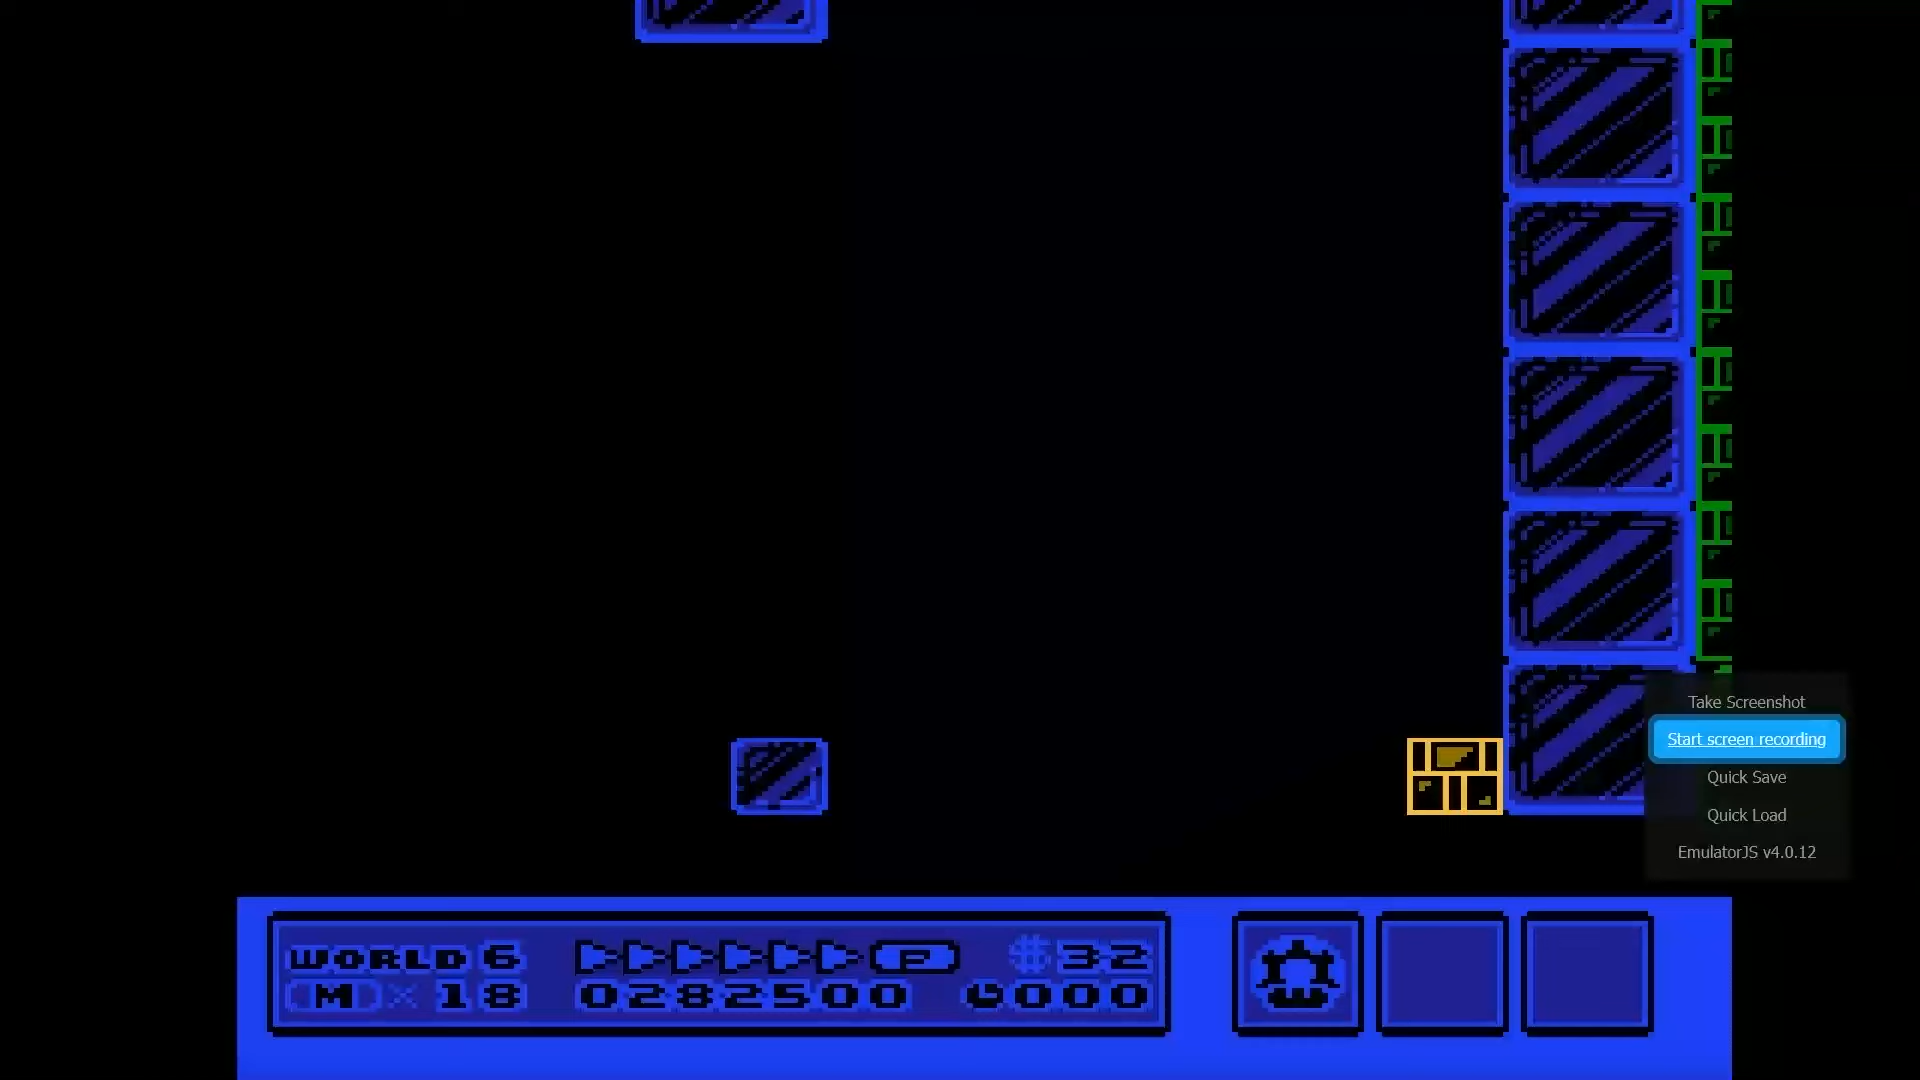 Take Screenshot
Start screen recording
Quick Save
Quick Load
EmulatorJS v4.0.12
WORLD 6 P #32
M × 18 0282500 000